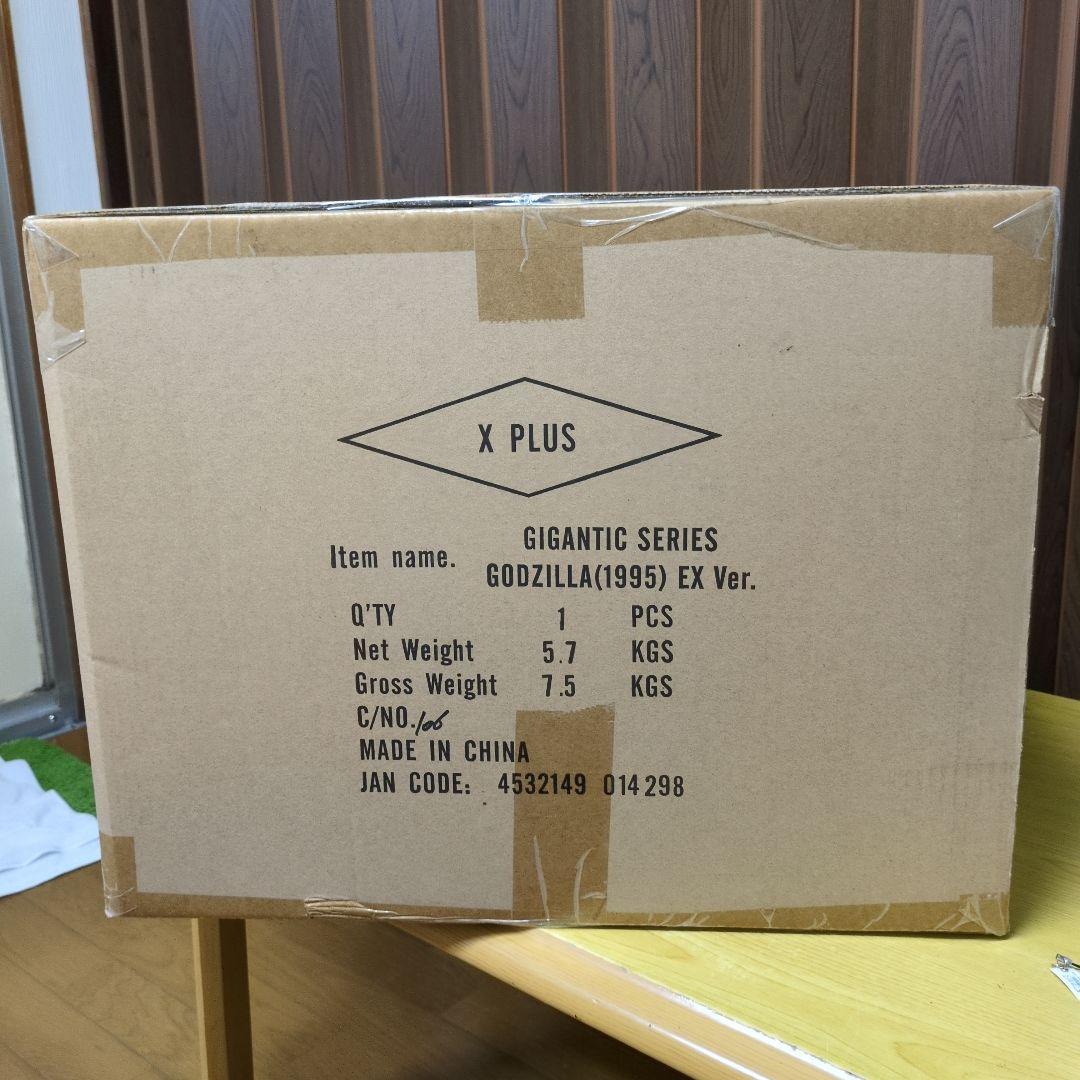 X PLUS
Item name. GIGANTIC SERIES
GODZILLA(1995) EX Ver.
Q'TY 1 PCS
Net Weight 5.7 KGS
Gross Weight 7.5 KGS
C/NO.106
MADE IN CHINA
JAN CODE: 4532149 014298